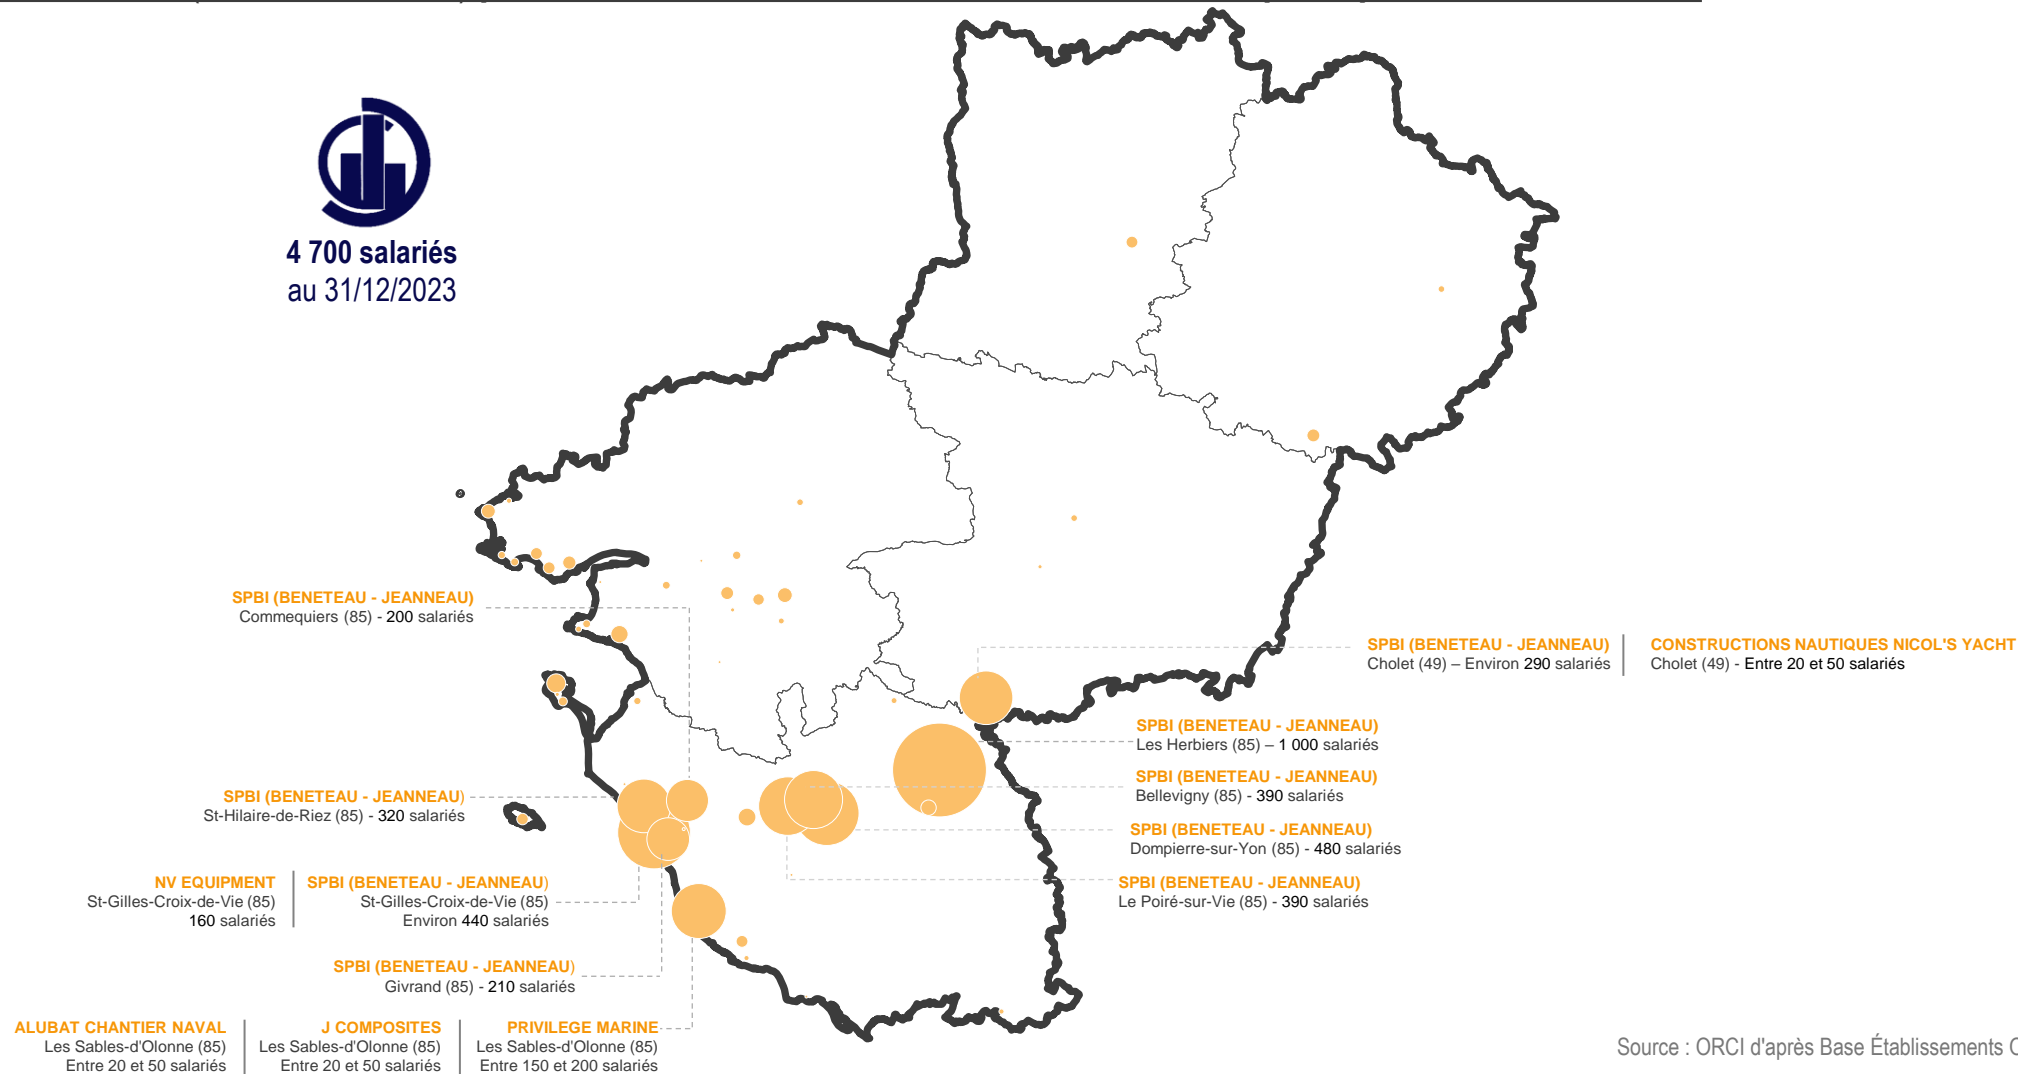 4 700 salariés
au 31/12/2023
SPBI (BENETEAU - JEANNEAU)
Commequiers (85) - 200 salariés
SPBI (BENETEAU - JEANNEAU)
Cholet (49) – Environ 290 salariés
CONSTRUCTIONS NAUTIQUES NICOL'S YACHT
Cholet (49) - Entre 20 et 50 salariés
SPBI (BENETEAU - JEANNEAU)
Les Herbiers (85) – 1 000 salariés
SPBI (BENETEAU - JEANNEAU)
Bellevigny (85) - 390 salariés
SPBI (BENETEAU - JEANNEAU)
St-Hilaire-de-Riez (85) - 320 salariés
SPBI (BENETEAU - JEANNEAU)
Dompierre-sur-Yon (85) - 480 salariés
SPBI (BENETEAU - JEANNEAU)
Le Poiré-sur-Vie (85) - 390 salariés
NV EQUIPMENT
St-Gilles-Croix-de-Vie (85)
160 salariés
SPBI (BENETEAU - JEANNEAU)
St-Gilles-Croix-de-Vie (85)
Environ 440 salariés
SPBI (BENETEAU - JEANNEAU)
Givrand (85) - 210 salariés
ALUBAT CHANTIER NAVAL
Les Sables-d'Olonne (85)
Entre 20 et 50 salariés
J COMPOSITES
Les Sables-d'Olonne (85)
Entre 20 et 50 salariés
PRIVILEGE MARINE
Les Sables-d'Olonne (85)
Entre 150 et 200 salariés
Source : ORCI d'après Base Établissements